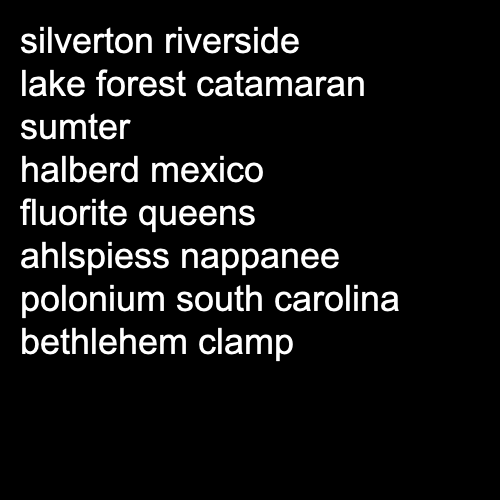 silverton riverside
lake forest catamaran
sumter
halberd mexico
fluorite queens
ahlspiess nappanee
polonium south carolina
bethlehem clamp